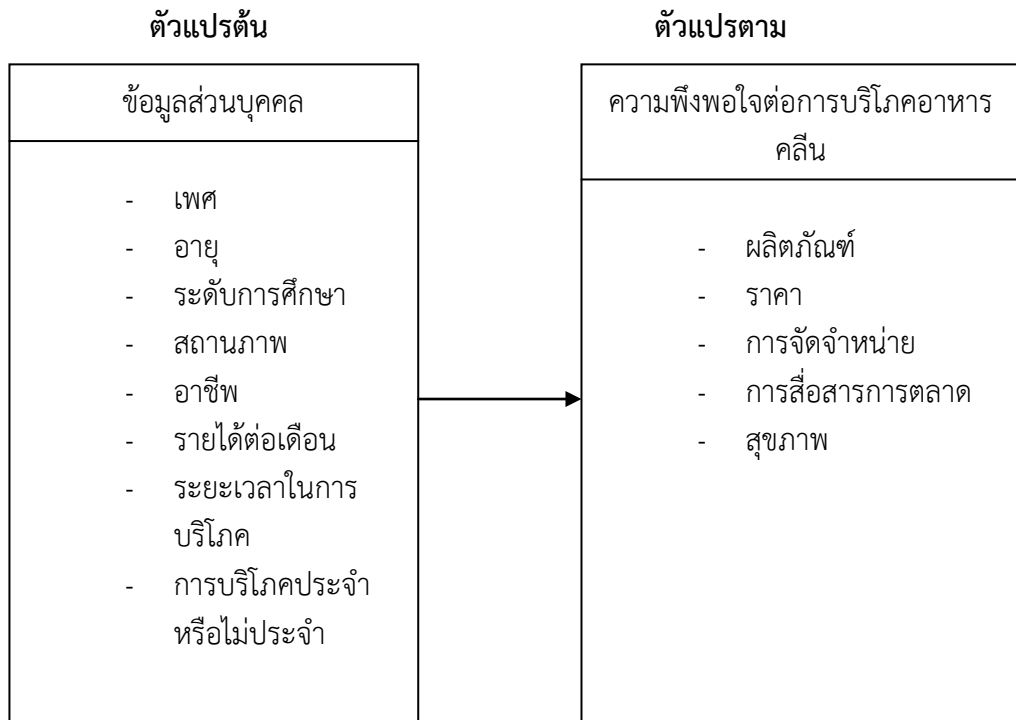 ตัวแปรต้น
ตัวแปรตาม
ข้อมูลส่วนบุคคล
- เพศ
- อายุ
- ระดับการศึกษา
- สถานภาพ
- อาชีพ
- รายได้ต่อเดือน
- ระยะเวลาในการ
บริโภค
- การบริโภคประจำ
หรือไม่ประจำ
ความพึงพอใจต่อการบริโภคอาหาร
คลีน
- ผลิตภัณฑ์
- ราคา
- การจัดจำหน่าย
- การสื่อสารการตลาด
- สุขภาพ